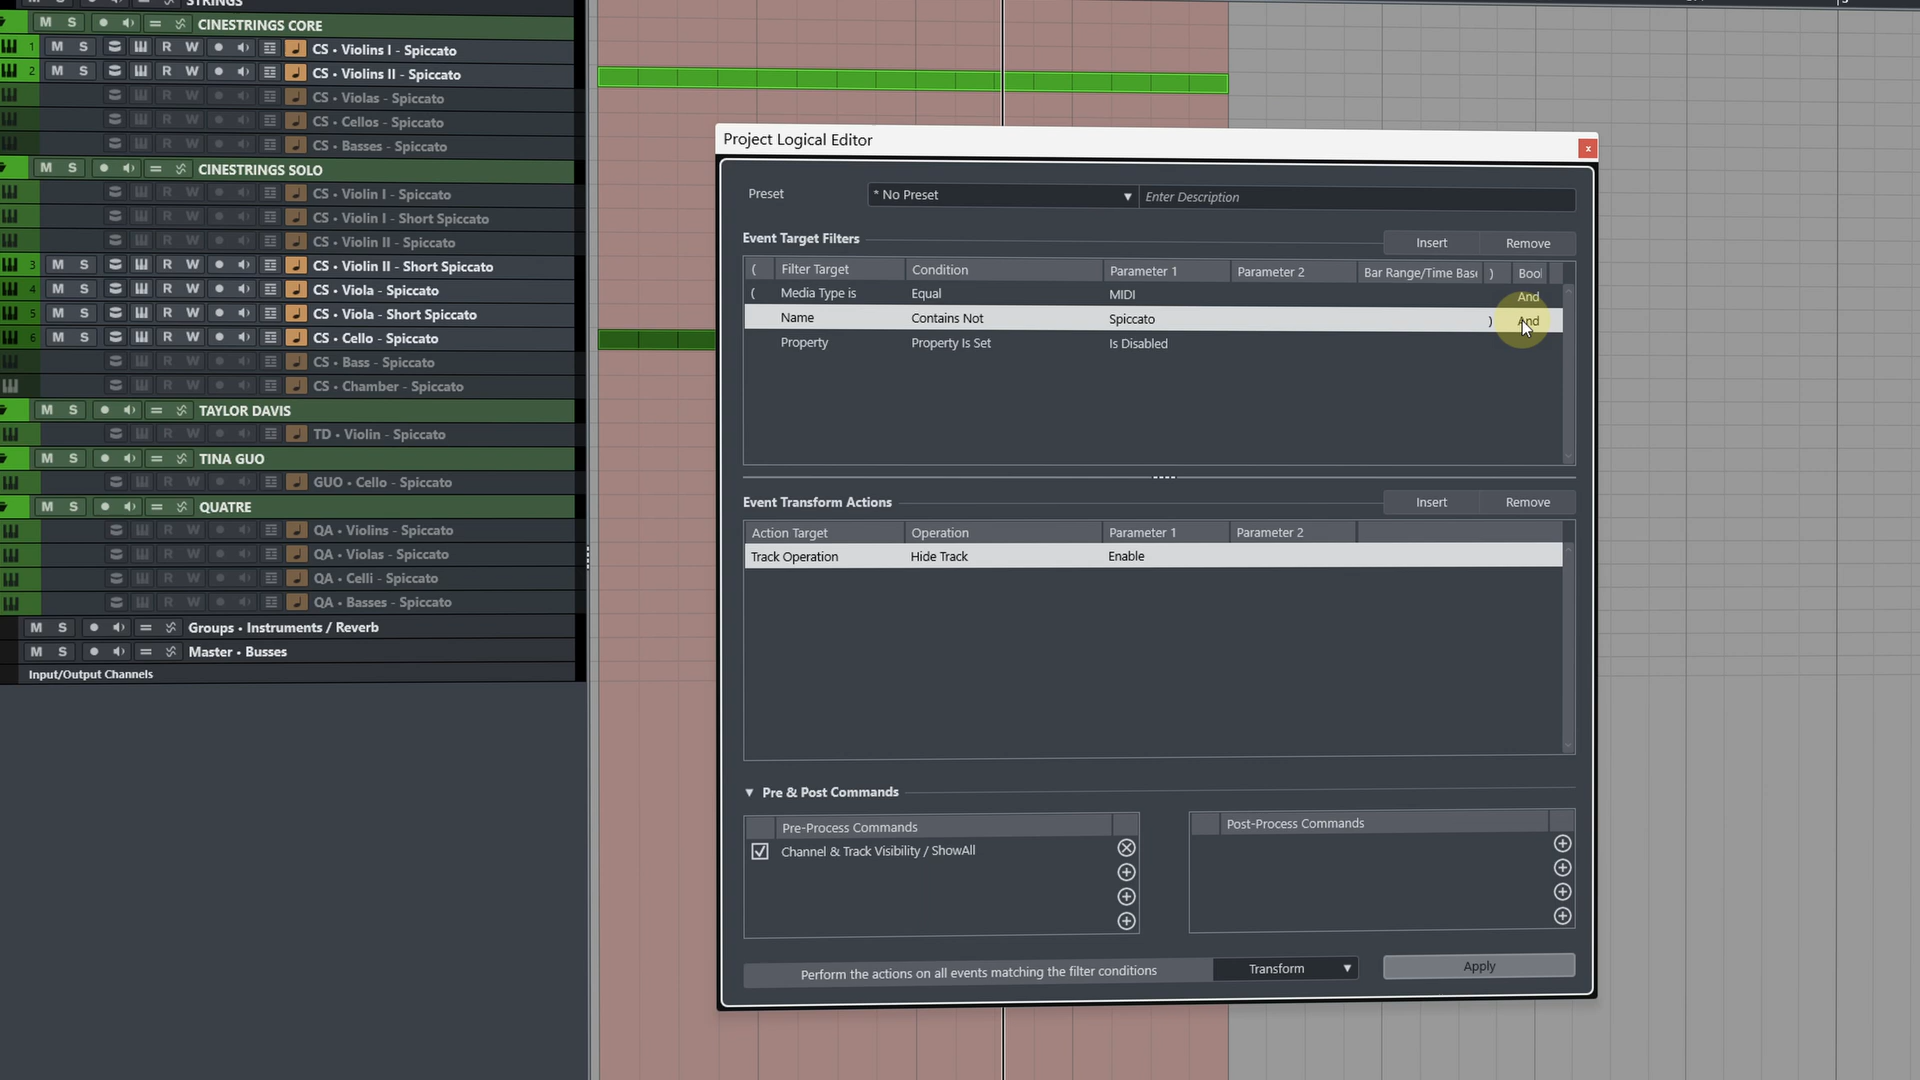 STRINGS
M S CINESTRINGS CORE
1 M S R W CS • Violins I - Spiccato
2 M S R W CS • Violins II - Spiccato
R W CS • Violas - Spiccato
R W CS • Cellos - Spiccato
R W CS • Basses - Spiccato
M S CINESTRINGS SOLO
R W CS • Violin I - Spiccato
R W CS • Violin I - Short Spiccato
R W CS • Violin II - Spiccato
3 M S R W CS • Violin II - Short Spiccato
4 M S R W CS • Viola - Spiccato
5 M S R W CS • Viola - Short Spiccato
6 M S R W CS • Cello - Spiccato
R W CS • Bass - Spiccato
R W CS • Chamber - Spiccato
M S TAYLOR DAVIS
R W TD • Violin - Spiccato
M S TINA GUO
R W GUO • Cello - Spiccato
M S QUATRE
R W QA • Violins - Spiccato
R W QA • Violas - Spiccato
R W QA • Celli - Spiccato
R W QA • Basses - Spiccato
M S Groups • Instruments / Reverb
M S Master • Busses
Input/Output Channels
Project Logical Editor
x
Preset * No Preset Enter Description
Event Target Filters Insert Remove
( Filter Target Condition Parameter 1 Parameter 2 Bar Range/Time Base ) Bool
( Media Type is Equal MIDI And
Name Contains Not Spiccato ) And
Property Property Is Set Is Disabled
Event Transform Actions Insert Remove
Action Target Operation Parameter 1 Parameter 2
Track Operation Hide Track Enable
Pre & Post Commands
Pre-Process Commands
Channel & Track Visibility / ShowAll
Post-Process Commands
Perform the actions on all events matching the filter conditions Transform Apply